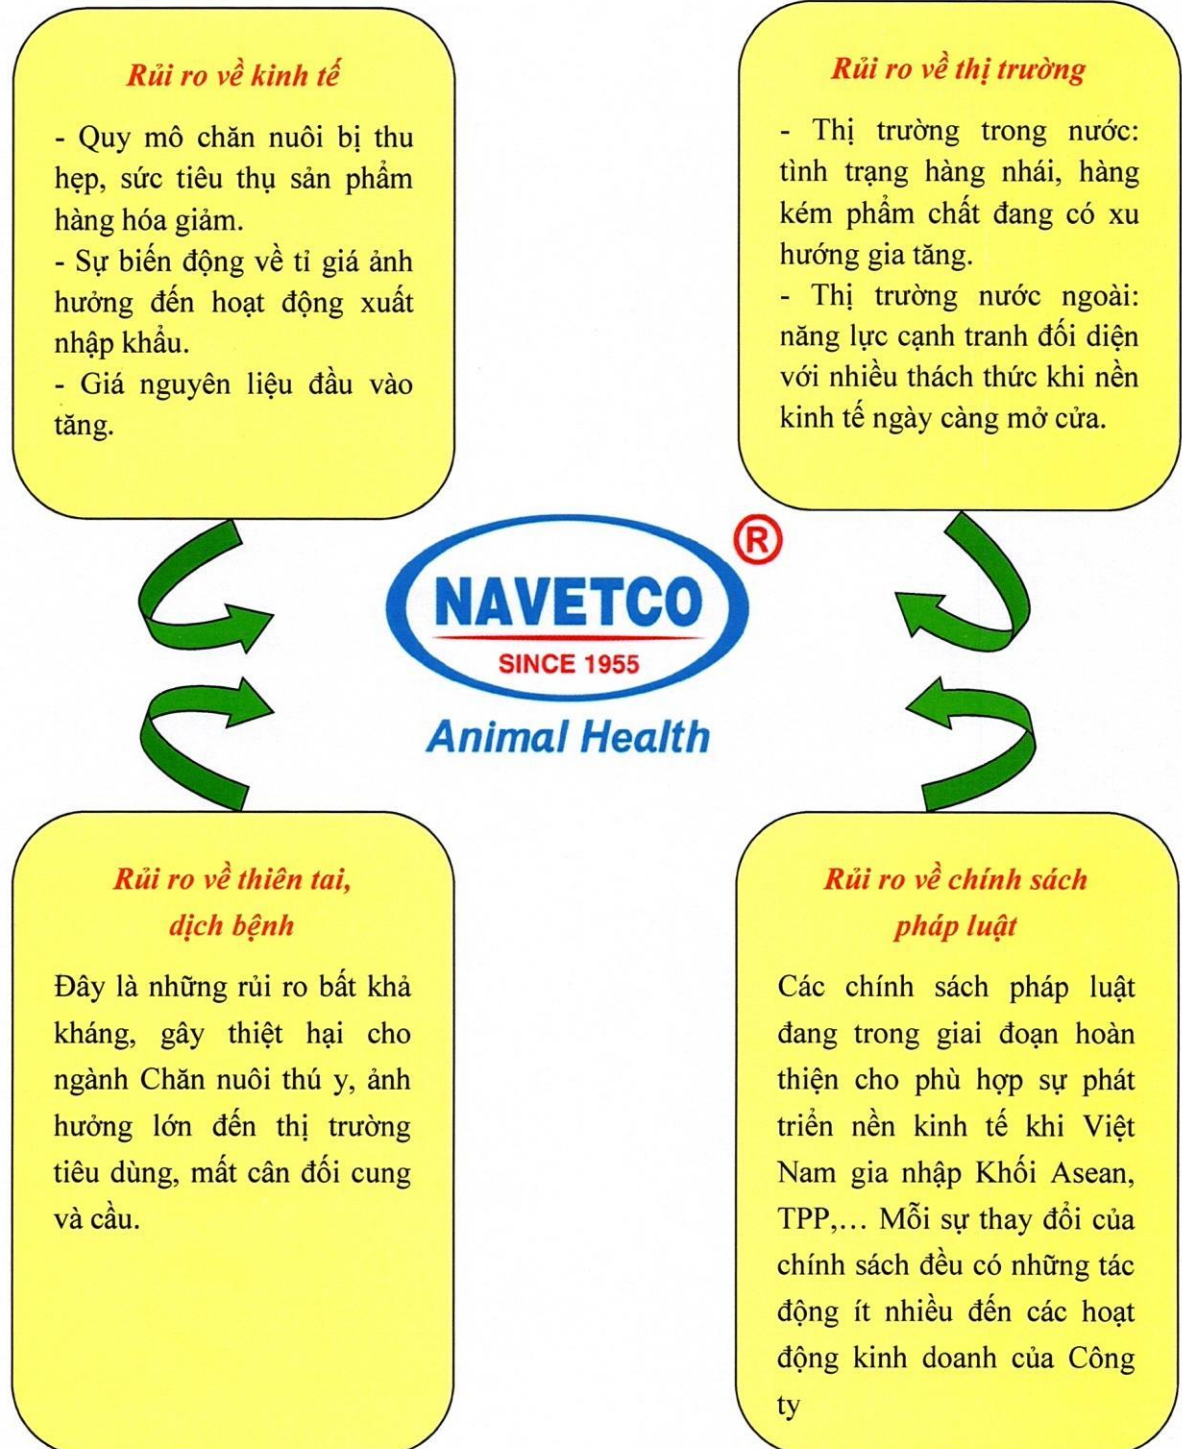 Rủi ro về kinh tế
- Quy mô chăn nuôi bị thu
hẹp, sức tiêu thụ sản phẩm
hàng hóa giảm.
- Sự biến động về tỉ giá ảnh
hưởng đến hoạt động xuất
nhập khẩu.
- Giá nguyên liệu đầu vào
tăng.
Rủi ro về thị trường
- Thị trường trong nước:
tình trạng hàng nhái, hàng
kém phẩm chất đang có xu
hướng gia tăng.
- Thị trường nước ngoài:
năng lực cạnh tranh đối diện
với nhiều thách thức khi nền
kinh tế ngày càng mở cửa.
®
NAVETCO
SINCE 1955
Animal Health
Rủi ro về thiên tai,
dịch bệnh
Đây là những rủi ro bất khả
kháng, gây thiệt hại cho
ngành Chăn nuôi thú y, ảnh
hưởng lớn đến thị trường
tiêu dùng, mất cân đối cung
và cầu.
Rủi ro về chính sách
pháp luật
Các chính sách pháp luật
đang trong giai đoạn hoàn
thiện cho phù hợp sự phát
triển nền kinh tế khi Việt
Nam gia nhập Khối Asean,
TPP,... Mỗi sự thay đổi của
chính sách đều có những tác
động ít nhiều đến các hoạt
động kinh doanh của Công
ty